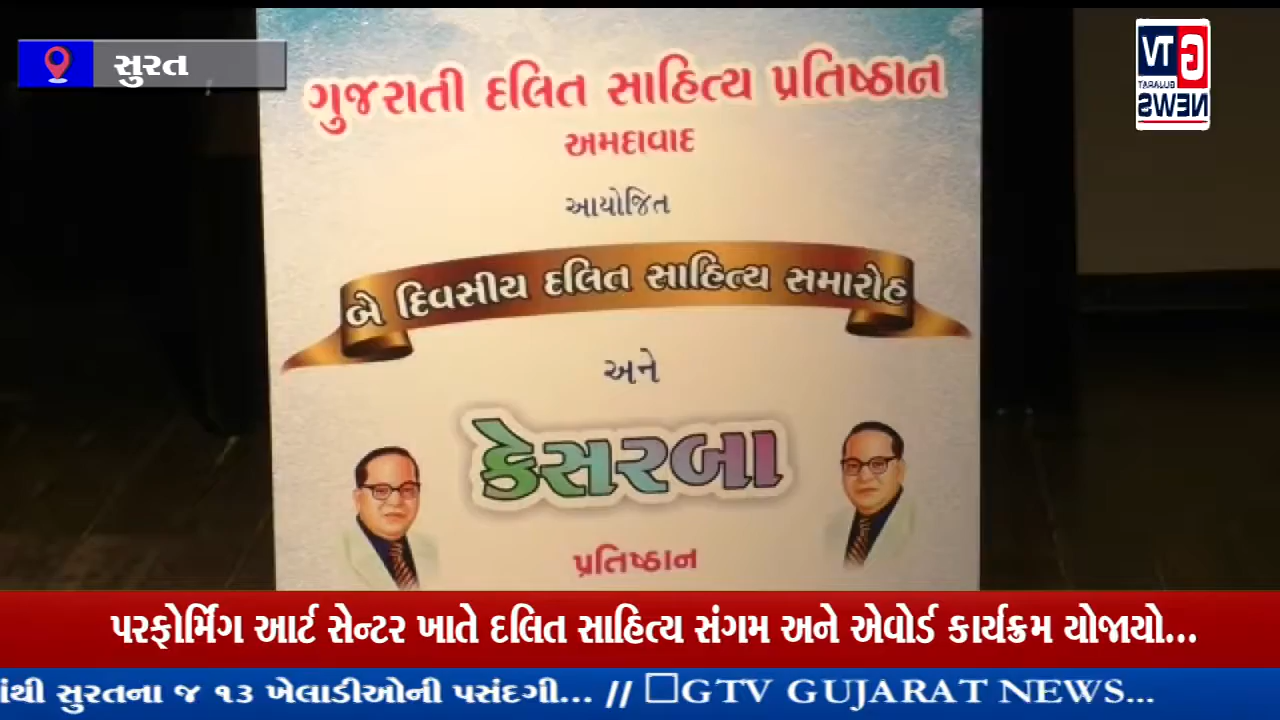 સુરત
GTV
GUJARAT
NEWS
ગુજરાતી દલિત સાહિત્ય પ્રતિષ્ઠાન
અમદાવાદ
આયોજિત
બે દિવસીય દલિત સાહિત્ય સમારોહ
અને
કેસરબા
પ્રતિષ્ઠાન
પરફોર્મિંગ આર્ટ સેન્ટર ખાતે દલિત સાહિત્ય સંગમ અને એવોર્ડ કાર્યક્રમ યોજાયો...
સુરતના જ ૧૩ ખેલાડીઓની પસંદગી... // GTV GUJARAT NEWS...